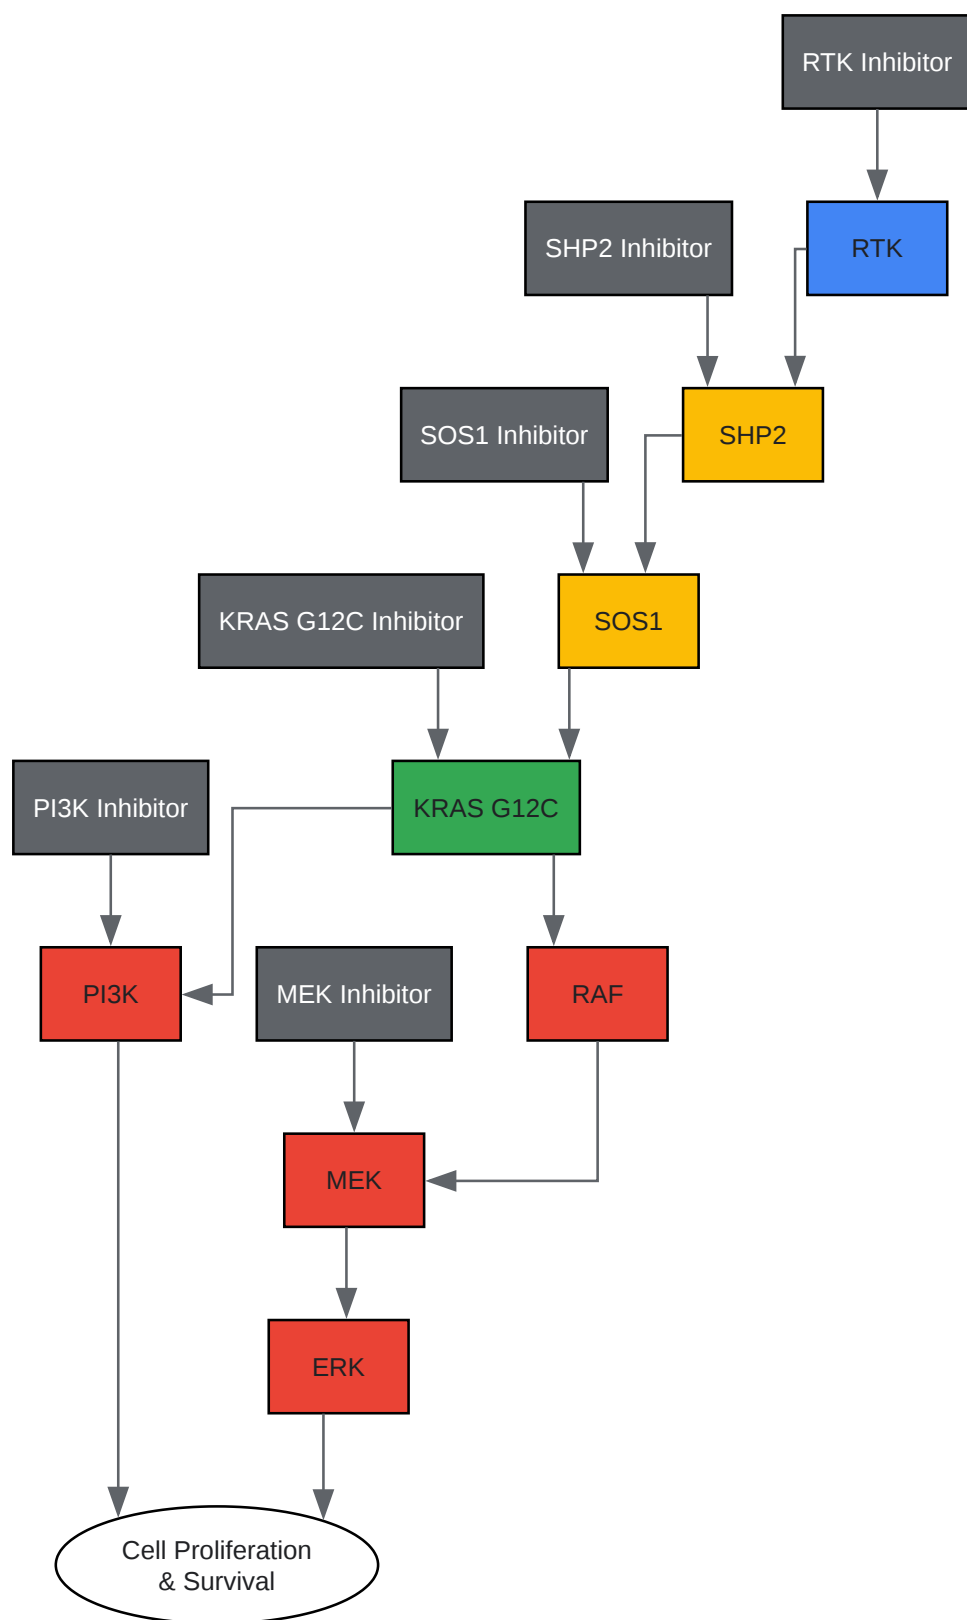 RTK Inhibitor
SHP2 Inhibitor
RTK
SOS1 Inhibitor
SHP2
KRAS G12C Inhibitor
SOS1
PI3K Inhibitor
KRAS G12C
PI3K
MEK Inhibitor
RAF
MEK
ERK
Cell Proliferation
& Survival